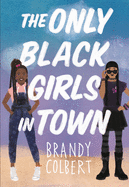 THE ONLY
BLACK
GIRLS
IN TOWN
BRANDY
COLBERT